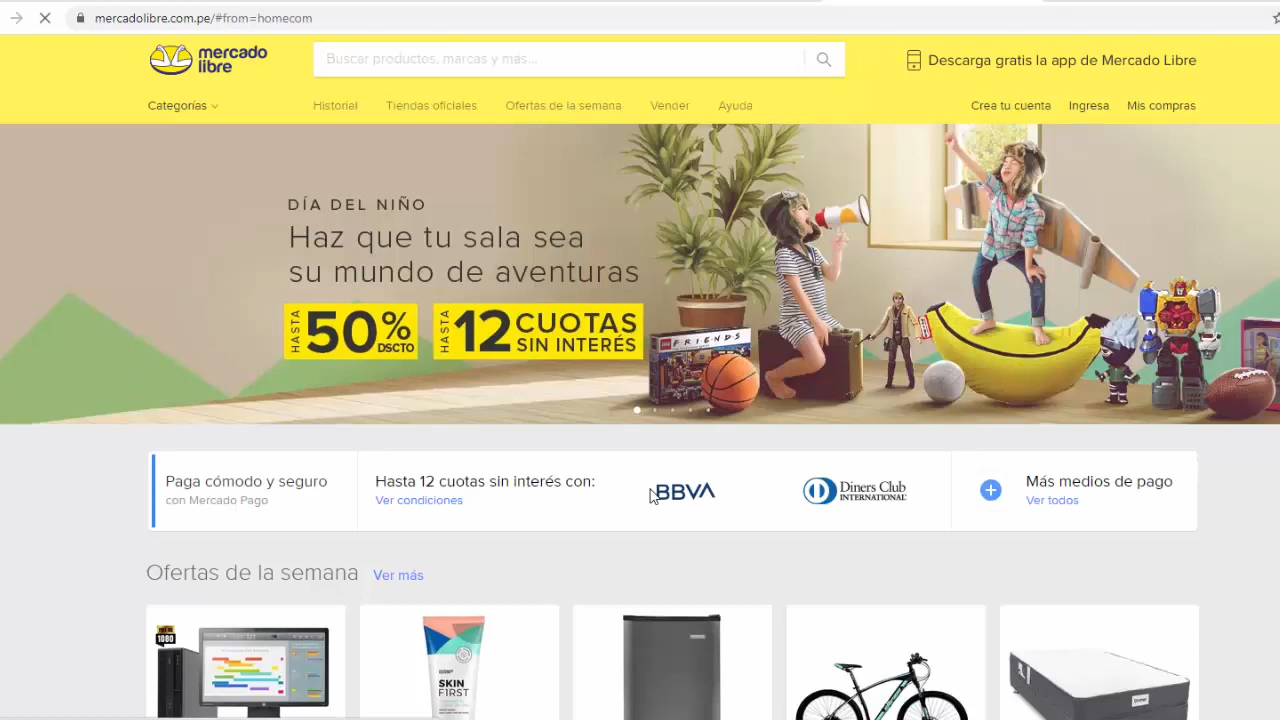 mercadolibre.com.pe/#from=homecom
mercado
libre
Buscar productos, marcas y más...
Descarga gratis la app de Mercado Libre
Categorías
Historial
Tiendas oficiales
Ofertas de la semana
Vender
Ayuda
Crea tu cuenta
Ingresa
Mis compras
DÍA DEL NIÑO
Haz que tu sala sea
su mundo de aventuras
HASTA 50% DSCTO
HASTA 12 CUOTAS SIN INTERÉS
LEGO FRIENDS
Paga cómodo y seguro
con Mercado Pago
Hasta 12 cuotas sin interés con:
Ver condiciones
BBVA
Diners Club
INTERNATIONAL
Más medios de pago
Ver todos
Ofertas de la semana
Ver más
1080
SKIN
FIRST